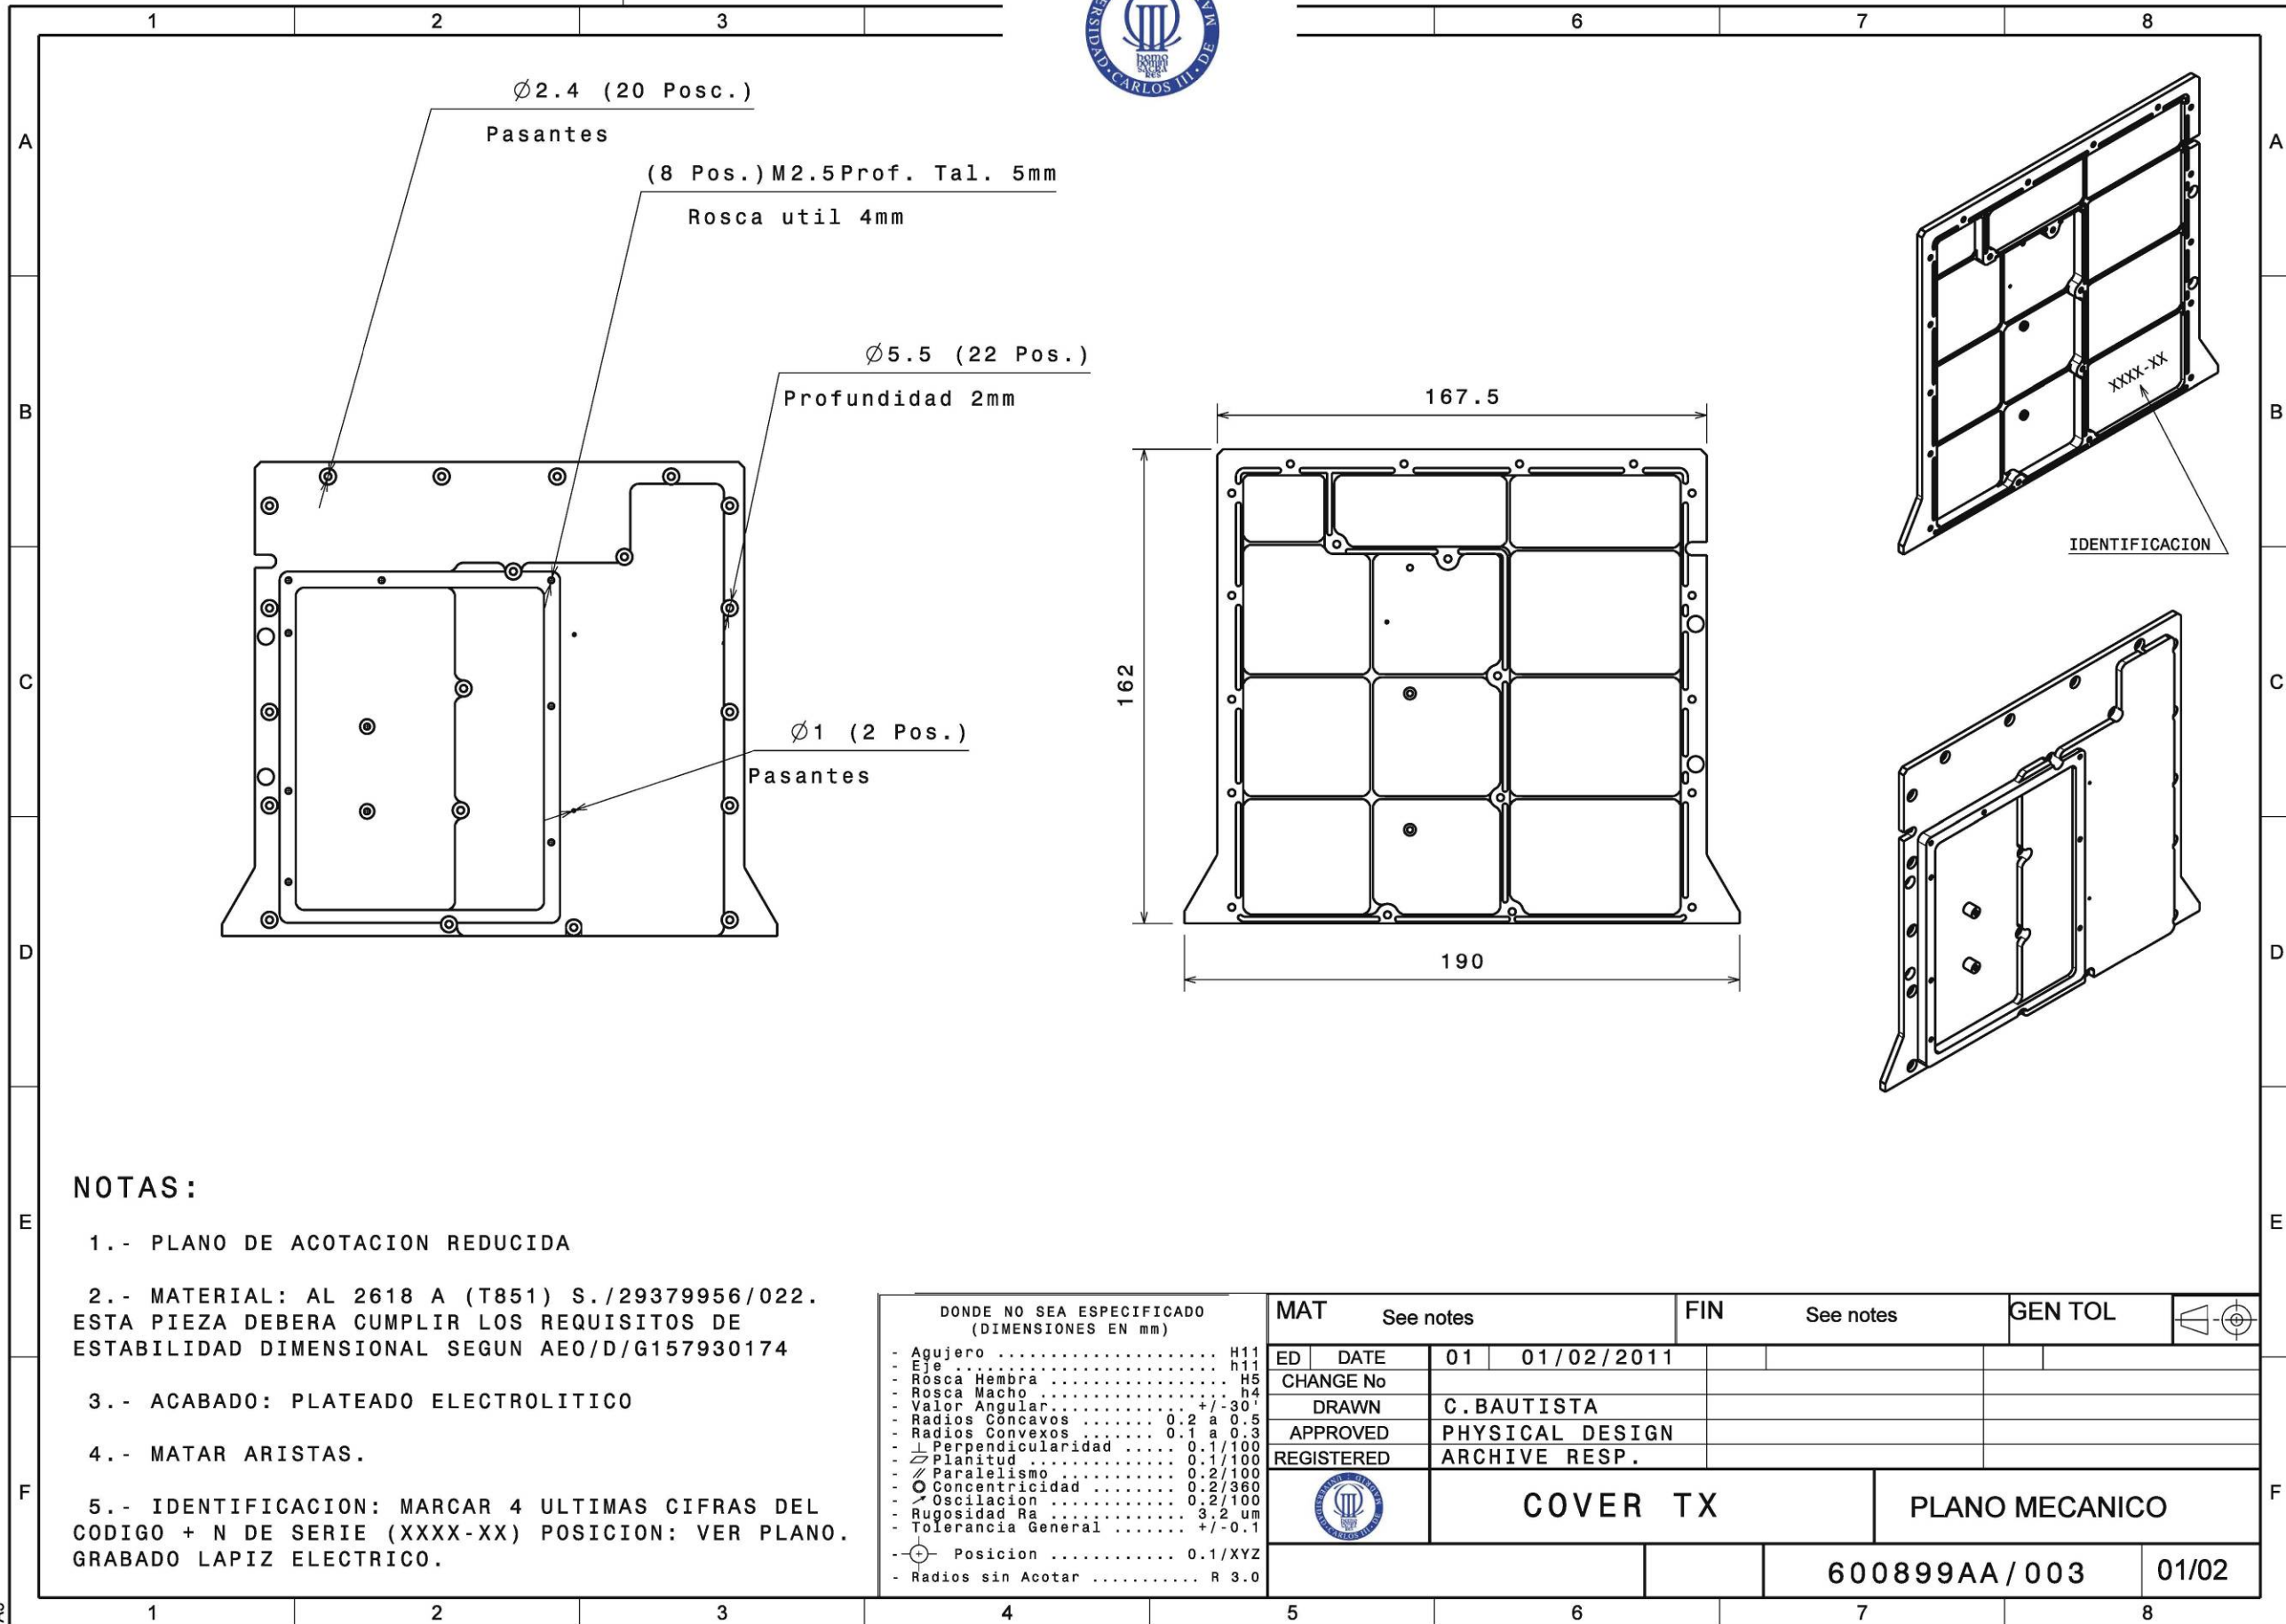 1 2 3 6 7 8
DOMO HOMINI SACRA RES
CARLOS III · DE
A A
B B
C C
D D
E E
F F
Ø2.4 (20 Posc.)
Pasantes
(8 Pos.)M2.5Prof. Tal. 5mm
Rosca util 4mm
Ø5.5 (22 Pos.)
Profundidad 2mm
Ø1 (2 Pos.)
Pasantes
167.5
162
190
XXXX-XX
IDENTIFICACION
NOTAS:
1.- PLANO DE ACOTACION REDUCIDA
2.- MATERIAL: AL 2618 A (T851) S./29379956/022.
ESTA PIEZA DEBERA CUMPLIR LOS REQUISITOS DE
ESTABILIDAD DIMENSIONAL SEGUN AEO/D/G157930174
3.- ACABADO: PLATEADO ELECTROLITICO
4.- MATAR ARISTAS.
5.- IDENTIFICACION: MARCAR 4 ULTIMAS CIFRAS DEL
CODIGO + N DE SERIE (XXXX-XX) POSICION: VER PLANO.
GRABADO LAPIZ ELECTRICO.
DONDE NO SEA ESPECIFICADO
(DIMENSIONES EN mm)
- Agujero ...................... H11
- Eje .......................... h11
- Rosca Hembra .................. H5
- Rosca Macho ................... h4
- Valor Angular.............. +/-30'
- Radios Concavos ....... 0.2 a 0.5
- Radios Convexos ....... 0.1 a 0.3
- ⊥ Perpendicularidad ..... 0.1/100
- ⏥ Planitud .............. 0.1/100
- // Paralelismo ........... 0.2/100
- O Concentricidad ........ 0.2/360
- ↗ Oscilacion ............ 0.2/100
- Rugosidad Ra ............. 3.2 um
- Tolerancia General ....... +/-0.1
- ⌖ Posicion ............ 0.1/XYZ
- Radios sin Acotar ........... R 3.0
MAT See notes FIN See notes GEN TOL
ED DATE 01 01/02/2011
CHANGE No
DRAWN C.BAUTISTA
APPROVED PHYSICAL DESIGN
REGISTERED ARCHIVE RESP.
COVER TX PLANO MECANICO
600899AA/003 01/02
1 2 3 4 5 6 7 8